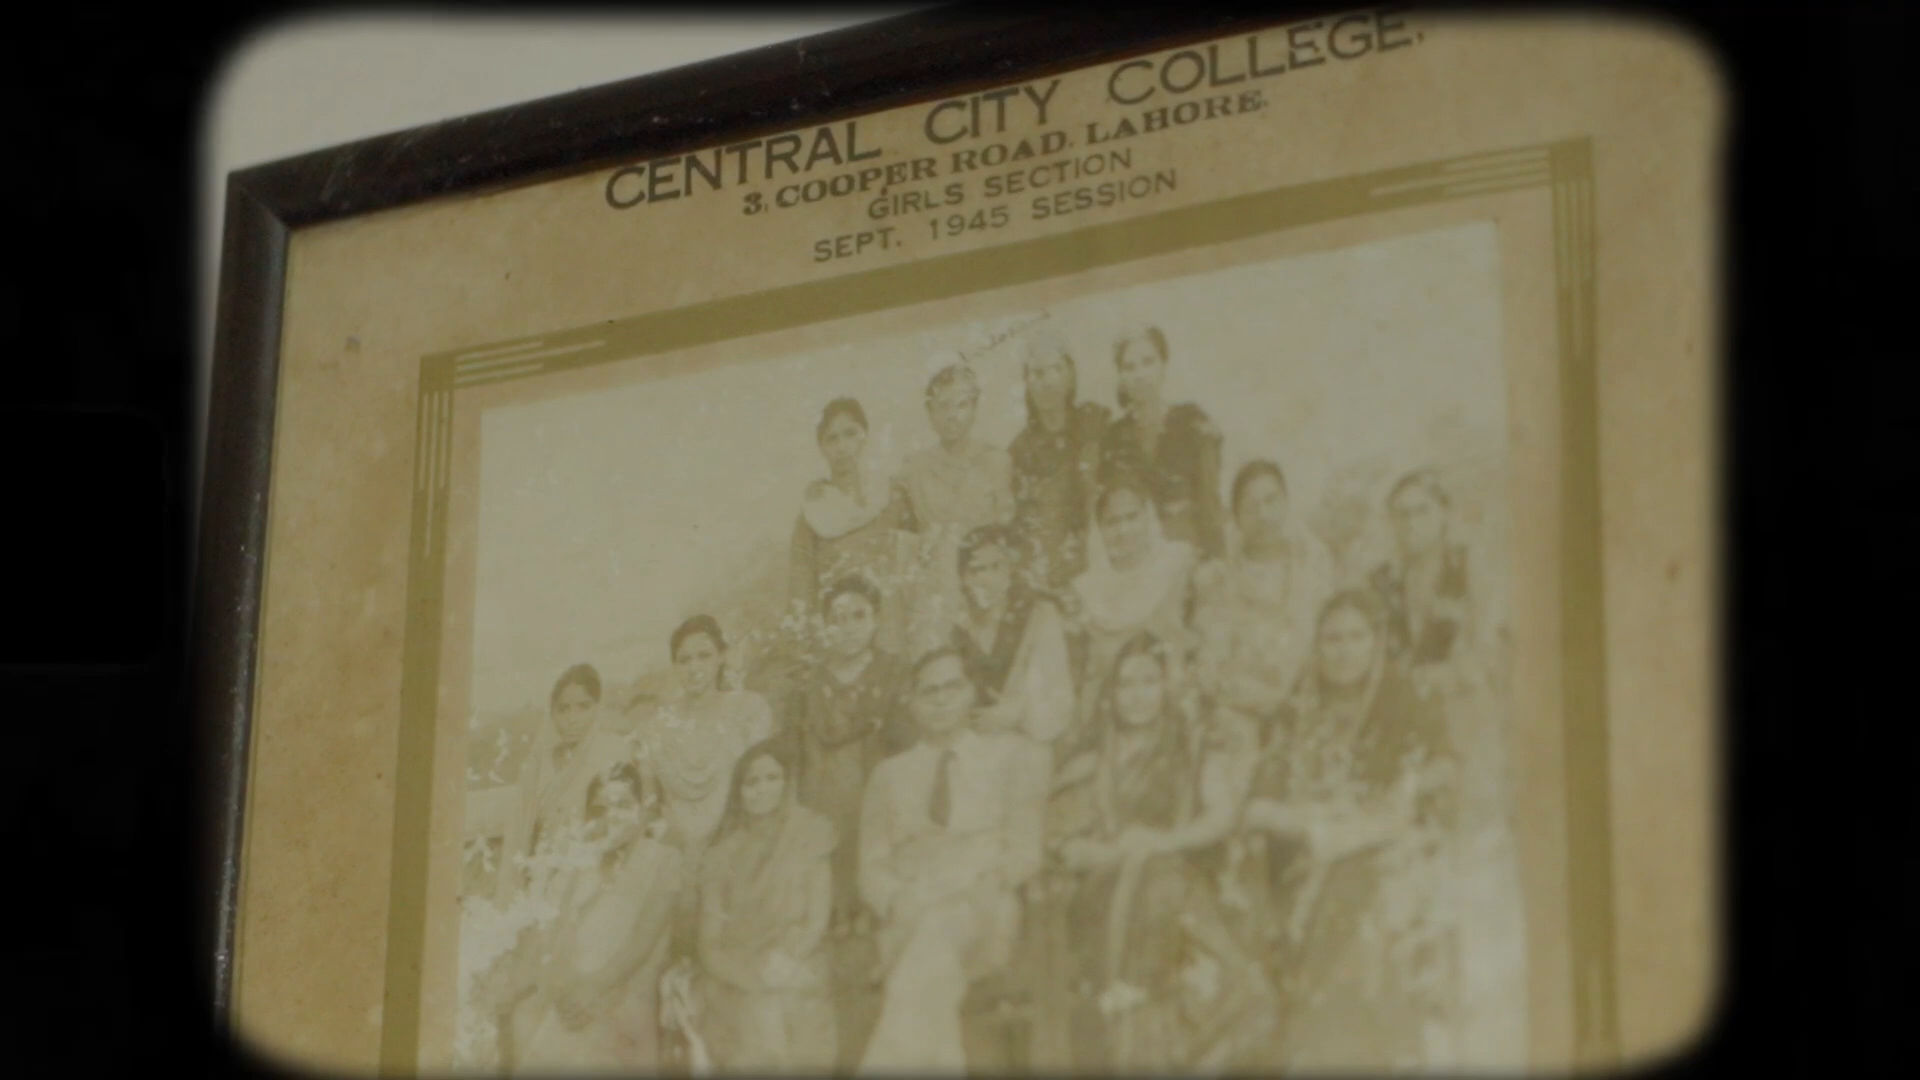 CENTRAL CITY COLLEGE,
3, COOPER ROAD. LAHORE.
GIRLS SECTION
SEPT. 1945 SESSION